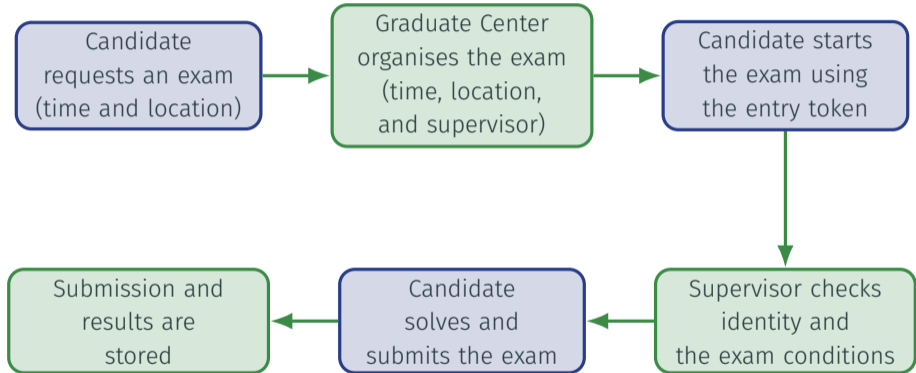 Candidate
requests an exam
(time and location)
Graduate Center
organises the exam
(time, location,
and supervisor)
Candidate starts
the exam using
the entry token
Supervisor checks
identity and
the exam conditions
Candidate
solves and
submits the exam
Submission and
results are
stored